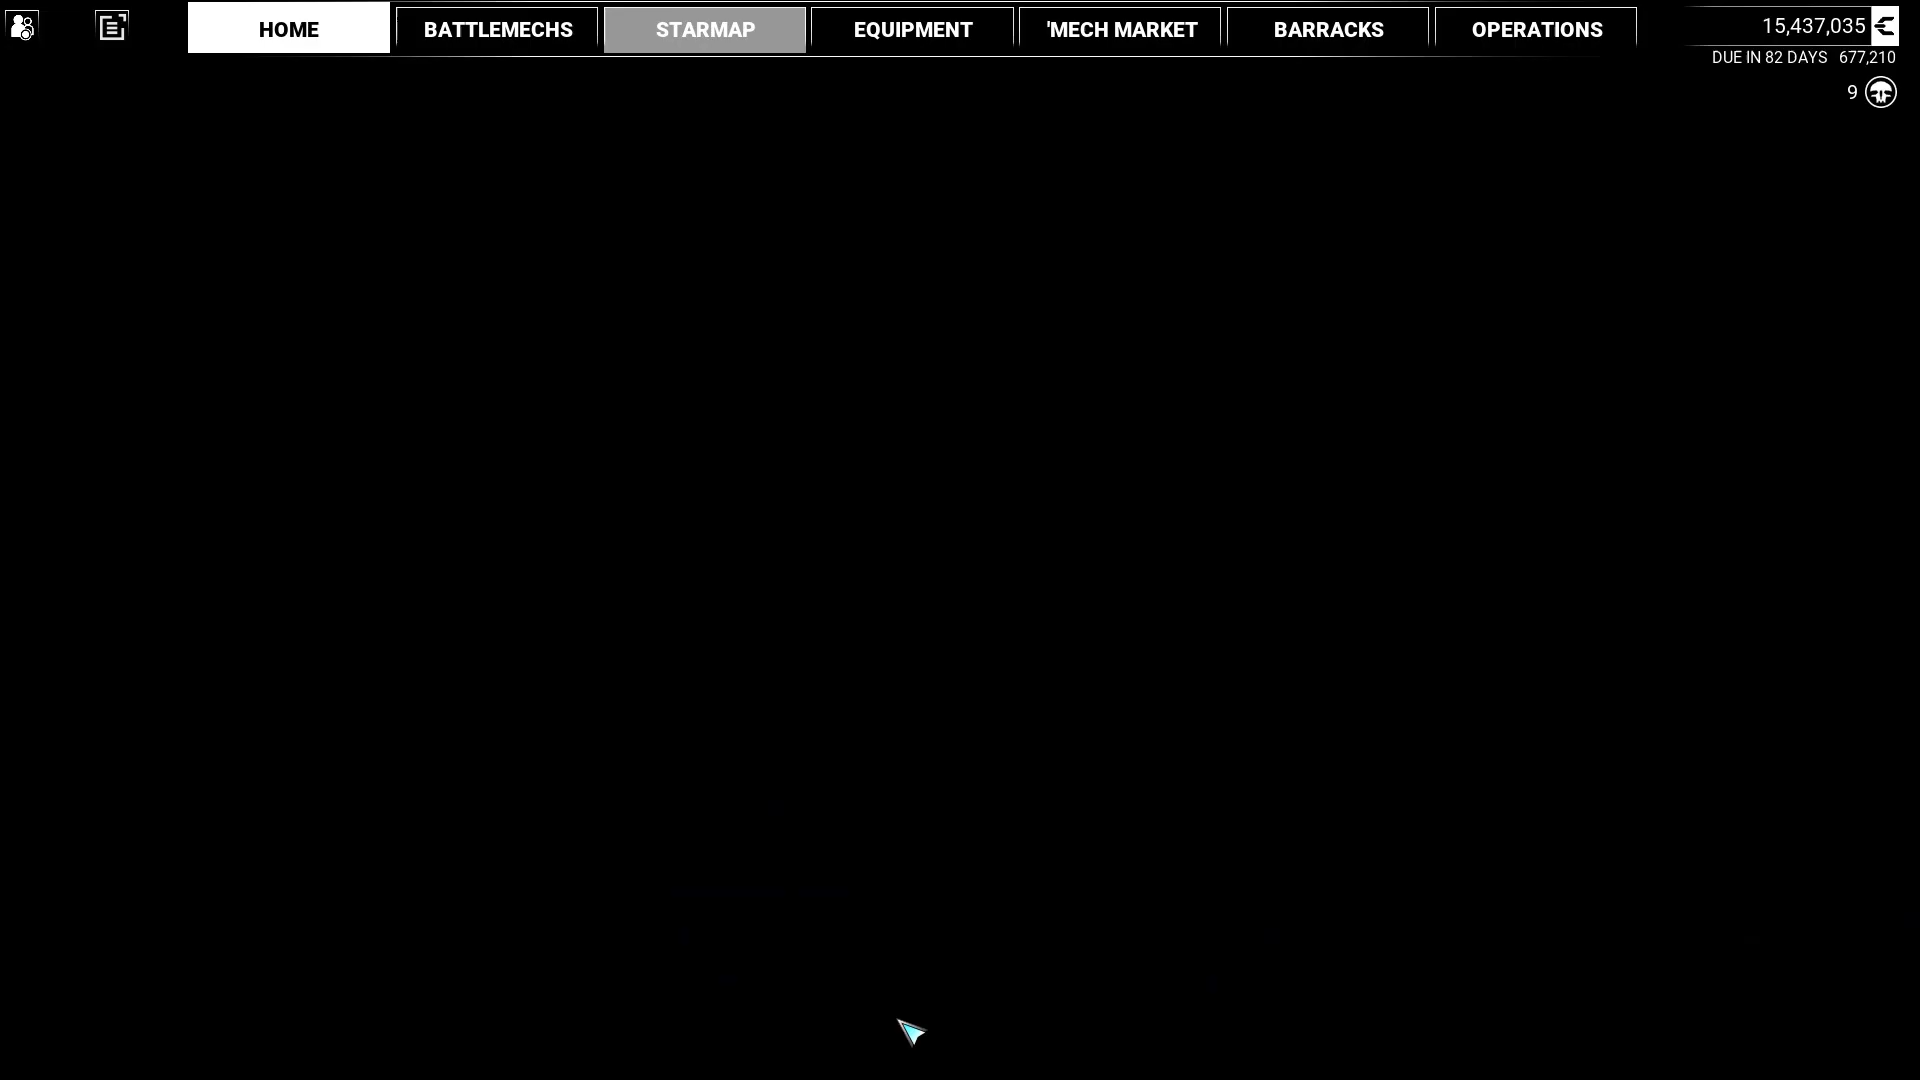 HOME
BATTLEMECHS
STARMAP
EQUIPMENT
'MECH MARKET
BARRACKS
OPERATIONS
15,437,035
DUE IN 82 DAYS 677,210
9